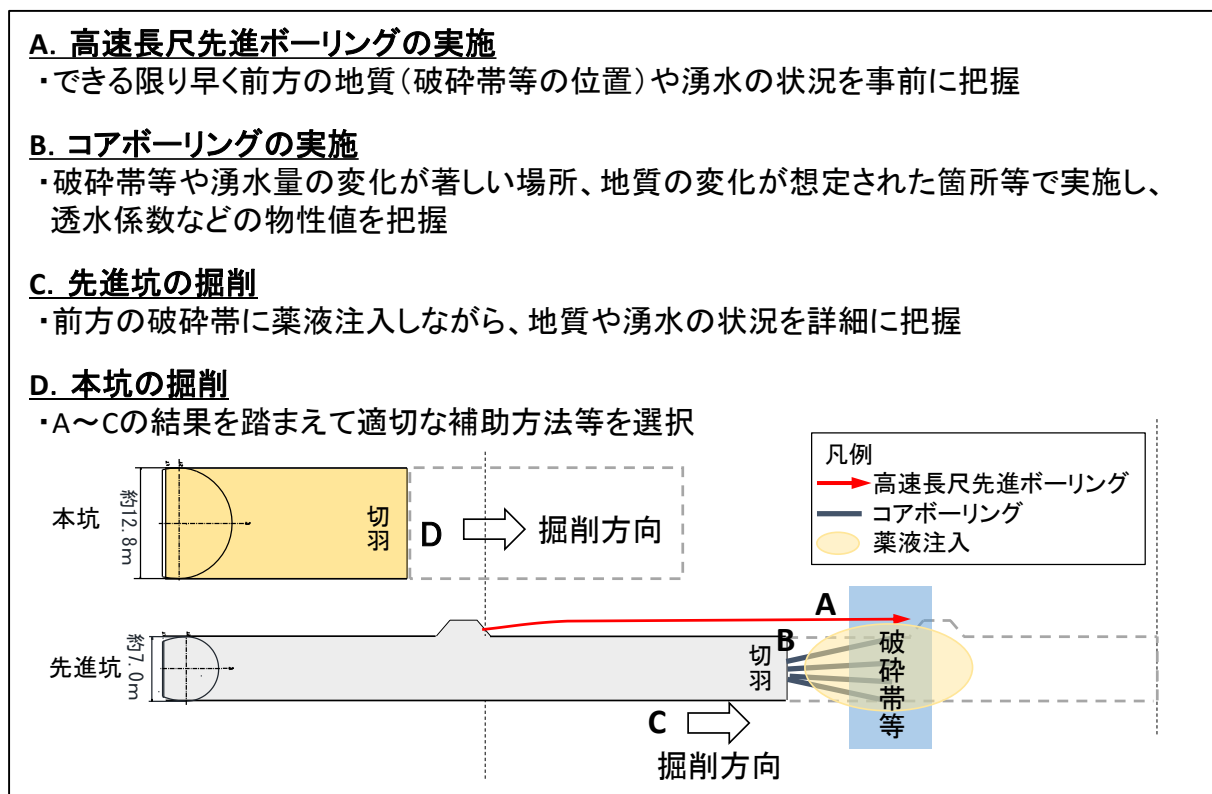 A. 高速長尺先進ボーリングの実施
・できる限り早く前方の地質（破砕帯等の位置）や湧水の状況を事前に把握
B. コアボーリングの実施
・破砕帯等や湧水量の変化が著しい場所、地質の変化が想定された箇所等で実施し、
透水係数などの物性値を把握
C. 先進坑の掘削
・前方の破砕帯に薬液注入しながら、地質や湧水の状況を詳細に把握
D. 本坑の掘削
・A～Cの結果を踏まえて適切な補助方法等を選択
凡例
高速長尺先進ボーリング
コアボーリング
薬液注入
本坑
約12.8m
切羽
D
掘削方向
A
B
先進坑
約7.0m
切羽
破砕帯等
C
掘削方向